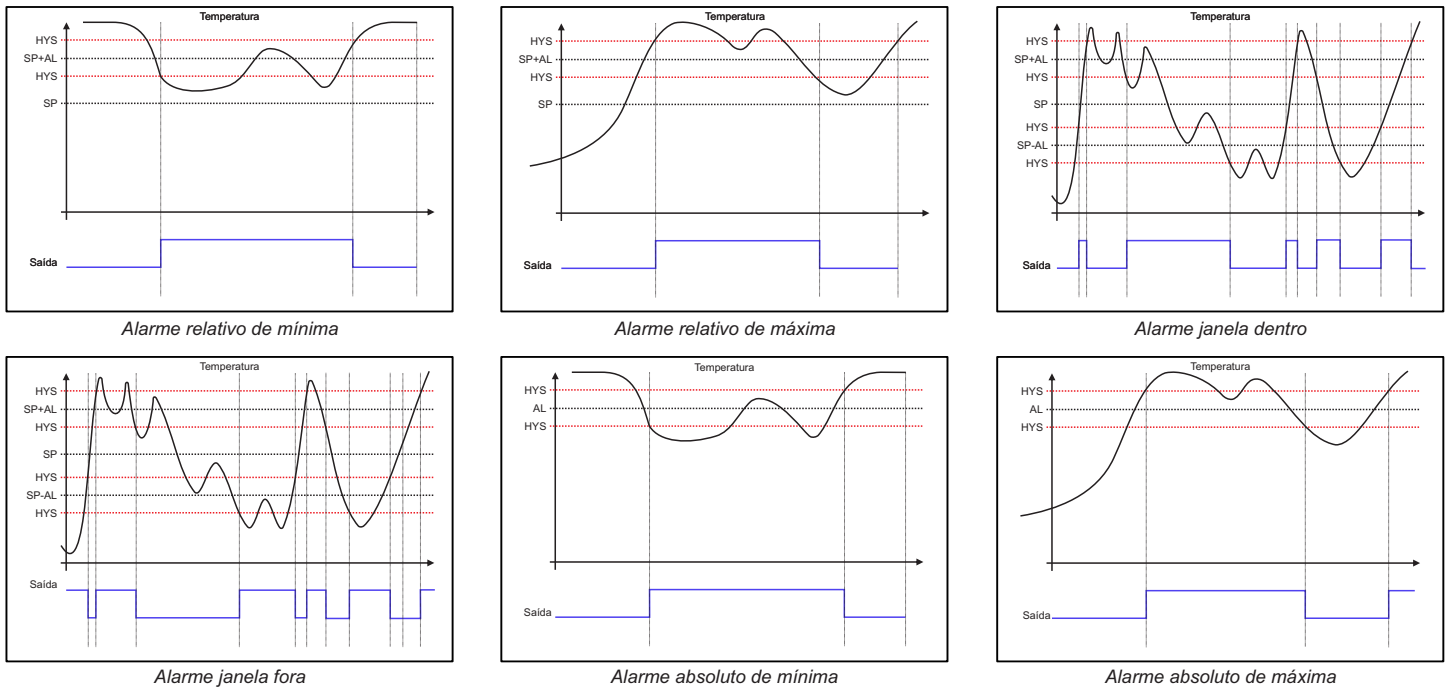 Temperatura
HYS
SP+AL
HYS
SP
Saída
Alarme relativo de mínima
Temperatura
HYS
SP+AL
HYS
SP
Saída
Alarme relativo de máxima
Temperatura
HYS
SP+AL
HYS
SP
HYS
SP-AL
HYS
Saída
Alarme janela dentro
Temperatura
HYS
SP+AL
HYS
SP
HYS
SP-AL
HYS
Saída
Alarme janela fora
Temperatura
HYS
AL
HYS
Saída
Alarme absoluto de mínima
Temperatura
HYS
AL
HYS
Saída
Alarme absoluto de máxima